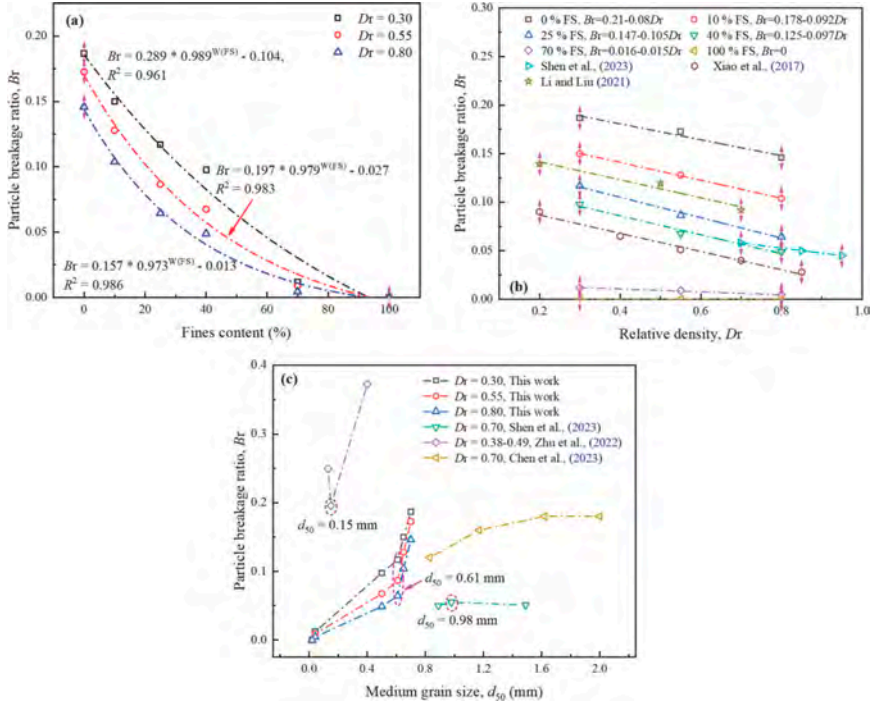 (a)
Dr = 0.30
Dr = 0.55
Dr = 0.80
Br = 0.289 * 0.989^W(FS) - 0.104,
R² = 0.961
Br = 0.197 * 0.979^W(FS) - 0.027
R² = 0.983
Br = 0.157 * 0.973^W(FS) - 0.013
R² = 0.986
Particle breakage ratio, Br
0.20
0.15
0.10
0.05
0.00
0 20 40 60 80 100
Fines content (%)
0 % FS, Br=0.21-0.08Dr
10 % FS, Br=0.178-0.092Dr
25 % FS, Br=0.147-0.105Dr
40 % FS, Br=0.125-0.097Dr
70 % FS, Br=0.016-0.015Dr
100 % FS, Br=0
Shen et al., (2023)
Xiao et al., (2017)
Li and Liu (2021)
Particle breakage ratio, Br
0.30
0.25
0.20
0.15
0.10
0.05
0.00
(b)
0.2 0.4 0.6 0.8 1.0
Relative density, Dr
(c)
Dr = 0.30, This work
Dr = 0.55, This work
Dr = 0.80, This work
Dr = 0.70, Shen et al., (2023)
Dr = 0.38-0.49, Zhu et al., (2022)
Dr = 0.70, Chen et al., (2023)
d50 = 0.15 mm
d50 = 0.61 mm
d50 = 0.98 mm
Particle breakage ratio, Br
0.4
0.3
0.2
0.1
0.0
0.0 0.4 0.8 1.2 1.6 2.0
Medium grain size, d50 (mm)